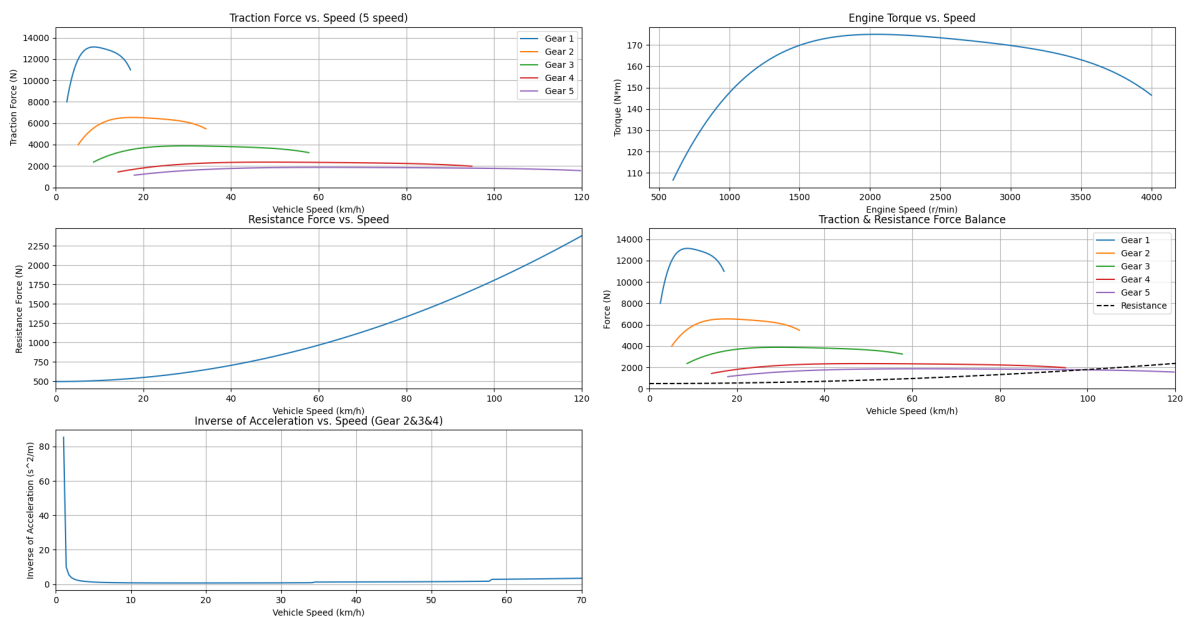 Traction Force vs. Speed (5 speed)
Traction Force (N)
14000
12000
10000
8000
6000
4000
2000
0
0 20 40 60 80 100 120
Vehicle Speed (km/h)
Gear 1
Gear 2
Gear 3
Gear 4
Gear 5
Engine Torque vs. Speed
Torque (N*m)
170
160
150
140
130
120
110
500 1000 1500 2000 2500 3000 3500 4000
Engine Speed (r/min)
Resistance Force vs. Speed
Resistance Force (N)
2250
2000
1750
1500
1250
1000
750
500
0 20 40 60 80 100 120
Vehicle Speed (km/h)
Traction & Resistance Force Balance
Force (N)
14000
12000
10000
8000
6000
4000
2000
0
0 20 40 60 80 100 120
Vehicle Speed (km/h)
Gear 1
Gear 2
Gear 3
Gear 4
Gear 5
Resistance
Inverse of Acceleration vs. Speed (Gear 2&3&4)
Inverse of Acceleration (s^2/m)
80
60
40
20
0
0 10 20 30 40 50 60 70
Vehicle Speed (km/h)